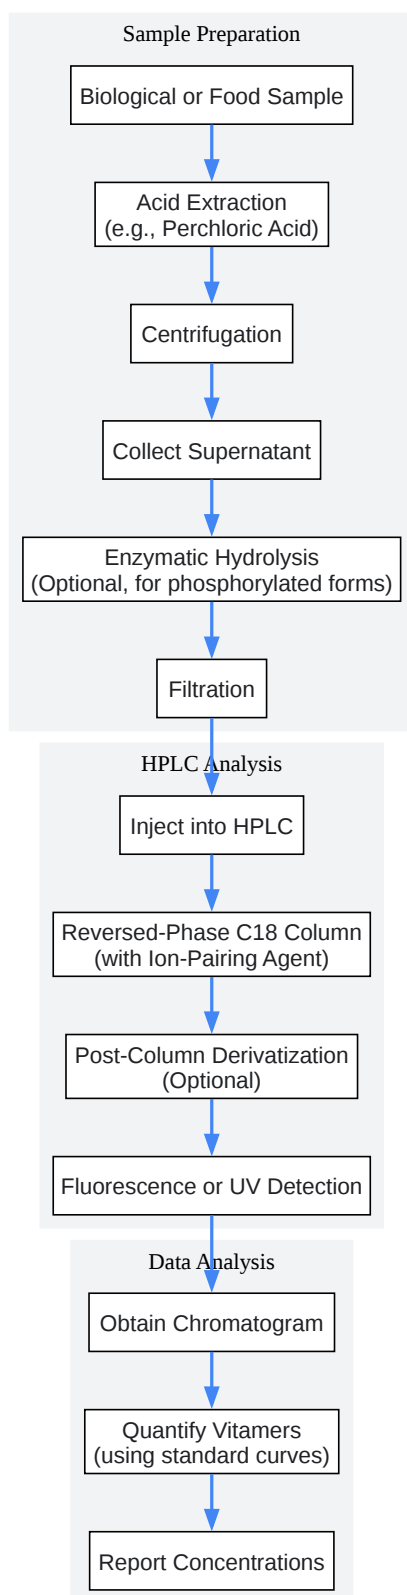 Sample Preparation
Biological or Food Sample
Acid Extraction
(e.g., Perchloric Acid)
Centrifugation
Collect Supernatant
Enzymatic Hydrolysis
(Optional, for phosphorylated forms)
Filtration
HPLC Analysis
Inject into HPLC
Reversed-Phase C18 Column
(with Ion-Pairing Agent)
Post-Column Derivatization
(Optional)
Fluorescence or UV Detection
Data Analysis
Obtain Chromatogram
Quantify Vitamers
(using standard curves)
Report Concentrations